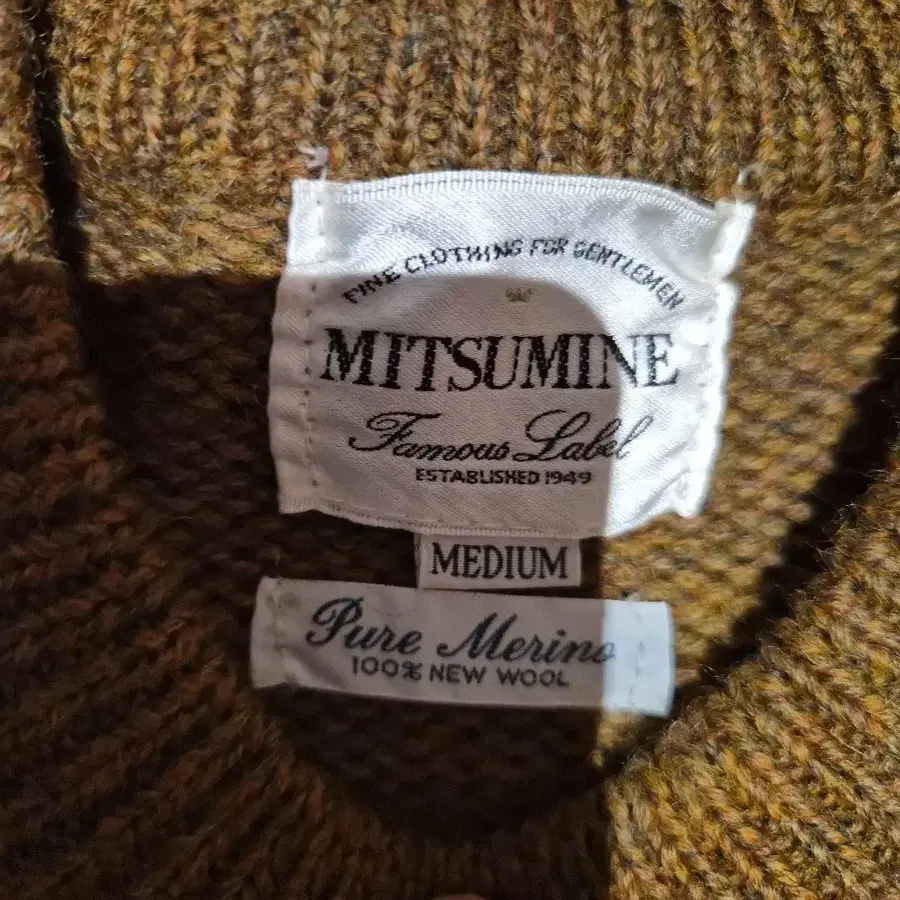 FINE CLOTHING FOR GENTLEMEN
MITSUMINE
Famous Label
ESTABLISHED 1949
MEDIUM
Pure Merino
100% NEW WOOL